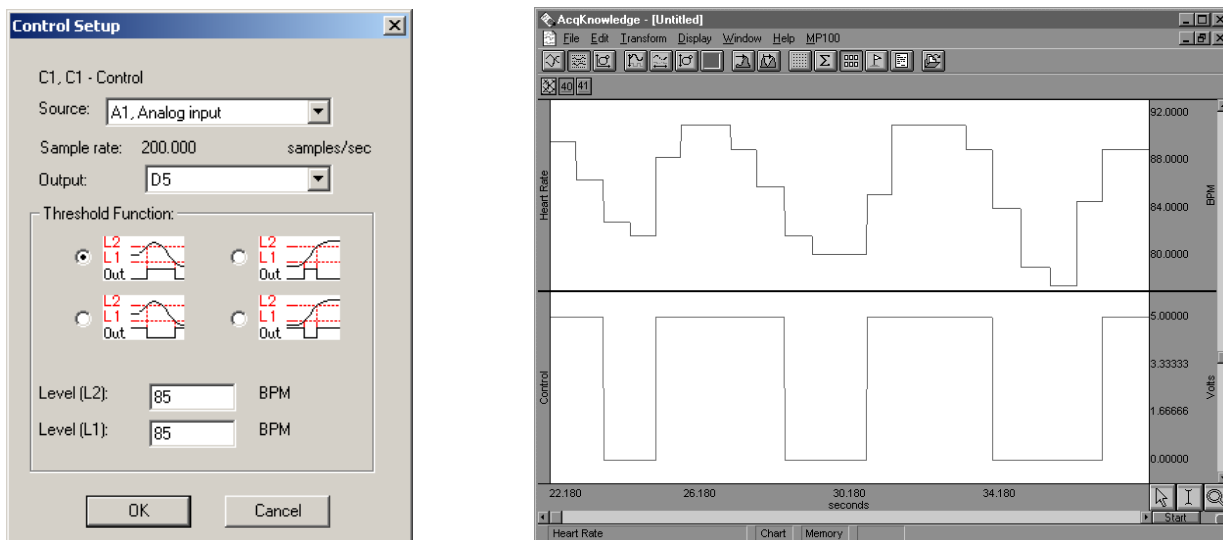 Control Setup
C1, C1 - Control
Source: A1, Analog input
Sample rate: 200.000 samples/sec
Output: D5
Threshold Function:
L2
L1
Out
L2
L1
Out
L2
L1
Out
L2
L1
Out
Level (L2): 85 BPM
Level (L1): 85 BPM
OK Cancel
AcqKnowledge - [Untitled]
File Edit Transform Display Window Help MP100
40 41
Heart Rate
92.0000
88.0000
84.0000
80.0000
BPM
Control
5.00000
3.33333
1.66666
0.00000
Volts
22.180 26.180 30.180 34.180
seconds
Start
Heart Rate Chart Memory